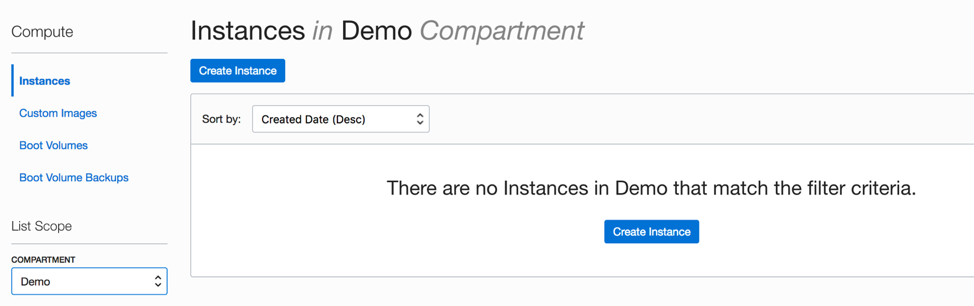 Compute
Instances
Custom Images
Boot Volumes
Boot Volume Backups
List Scope
COMPARTMENT
Demo
Instances in Demo Compartment
Create Instance
Sort by: Created Date (Desc)
There are no Instances in Demo that match the filter criteria.
Create Instance